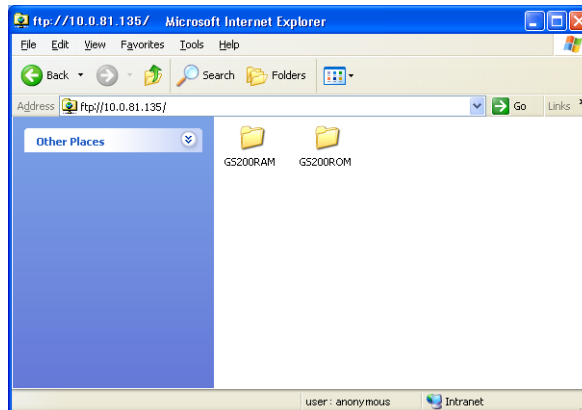 ftp://10.0.81.135/ Microsoft Internet Explorer
File Edit View Favorites Tools Help
Back Search Folders
Address ftp://10.0.81.135/ Go Links »
Other Places
GS200RAM GS200ROM
user : anonymous Intranet